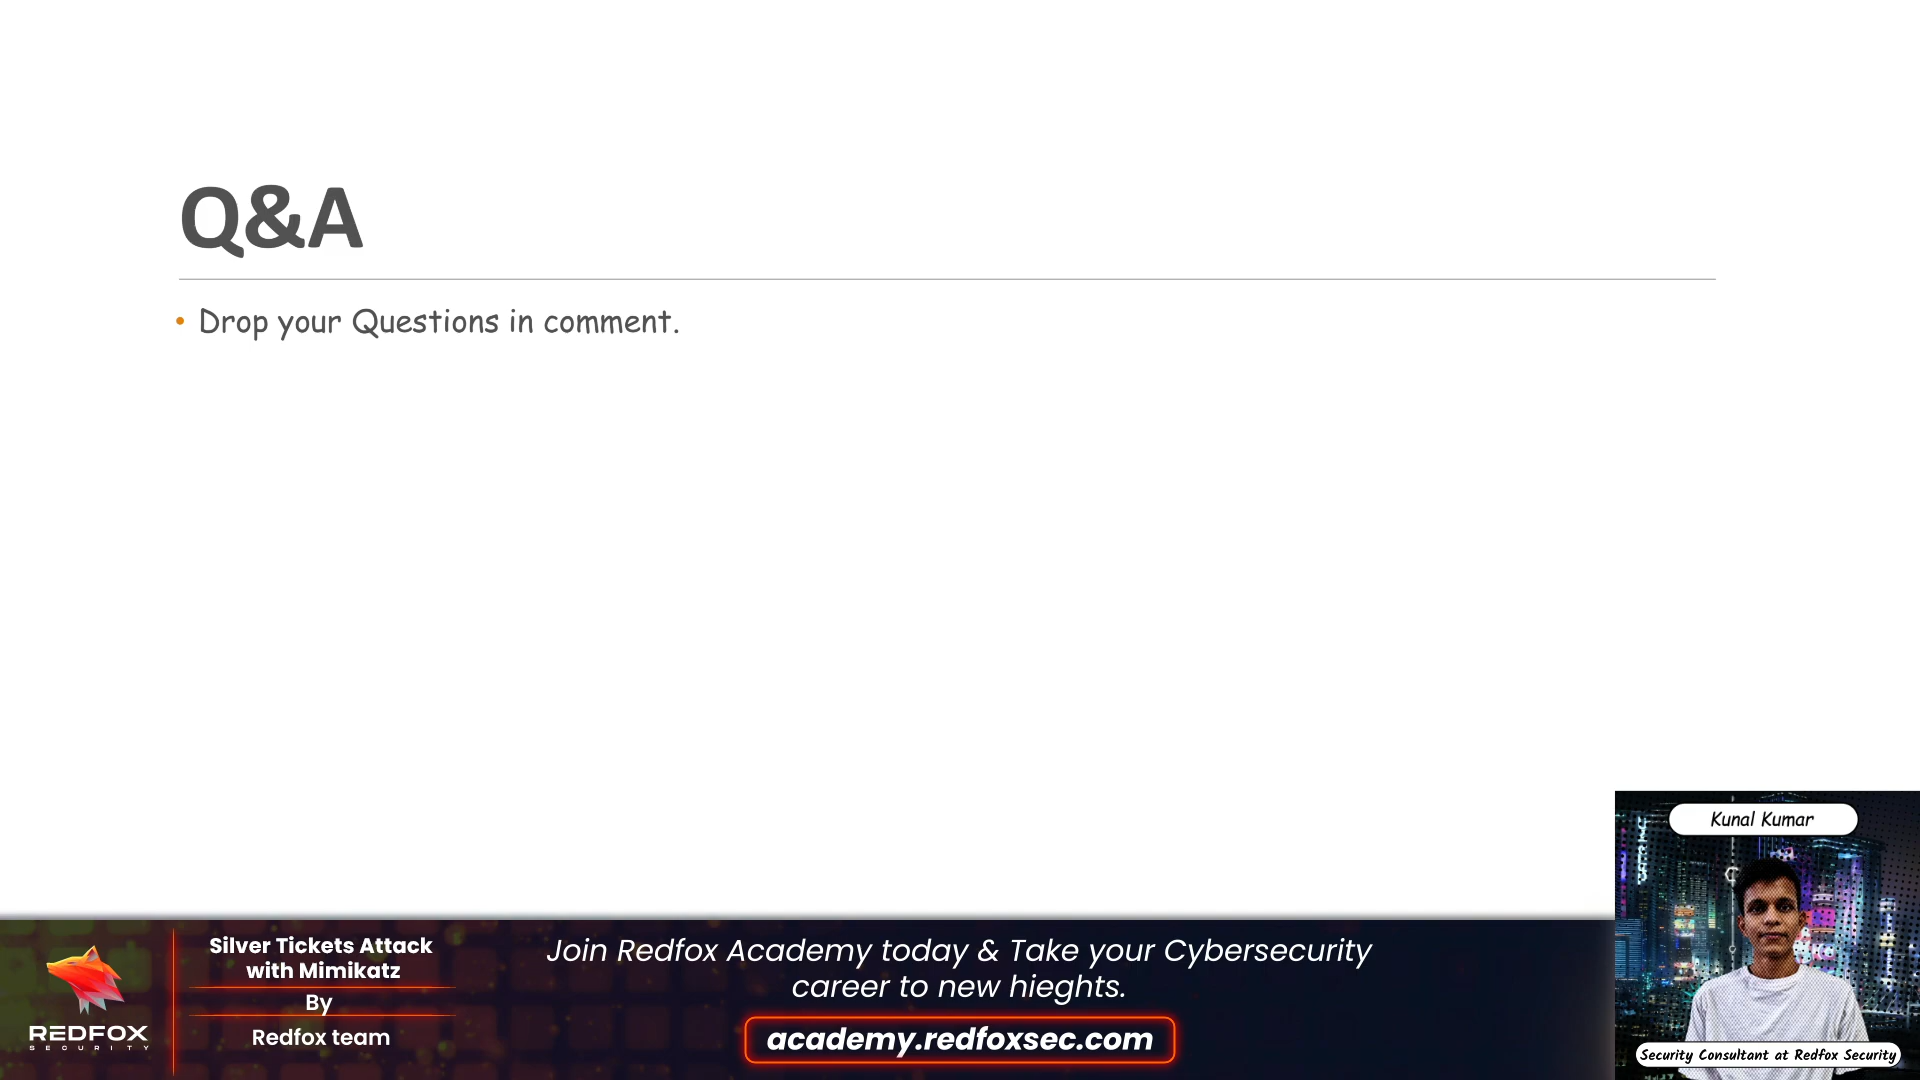 Q&A
• Drop your Questions in comment.
Kunal Kumar
Silver Tickets Attack
with Mimikatz
By
Redfox team
REDFOX
SECURITY
Join Redfox Academy today & Take your Cybersecurity
career to new hieghts.
academy.redfoxsec.com
Security Consultant at Redfox Security